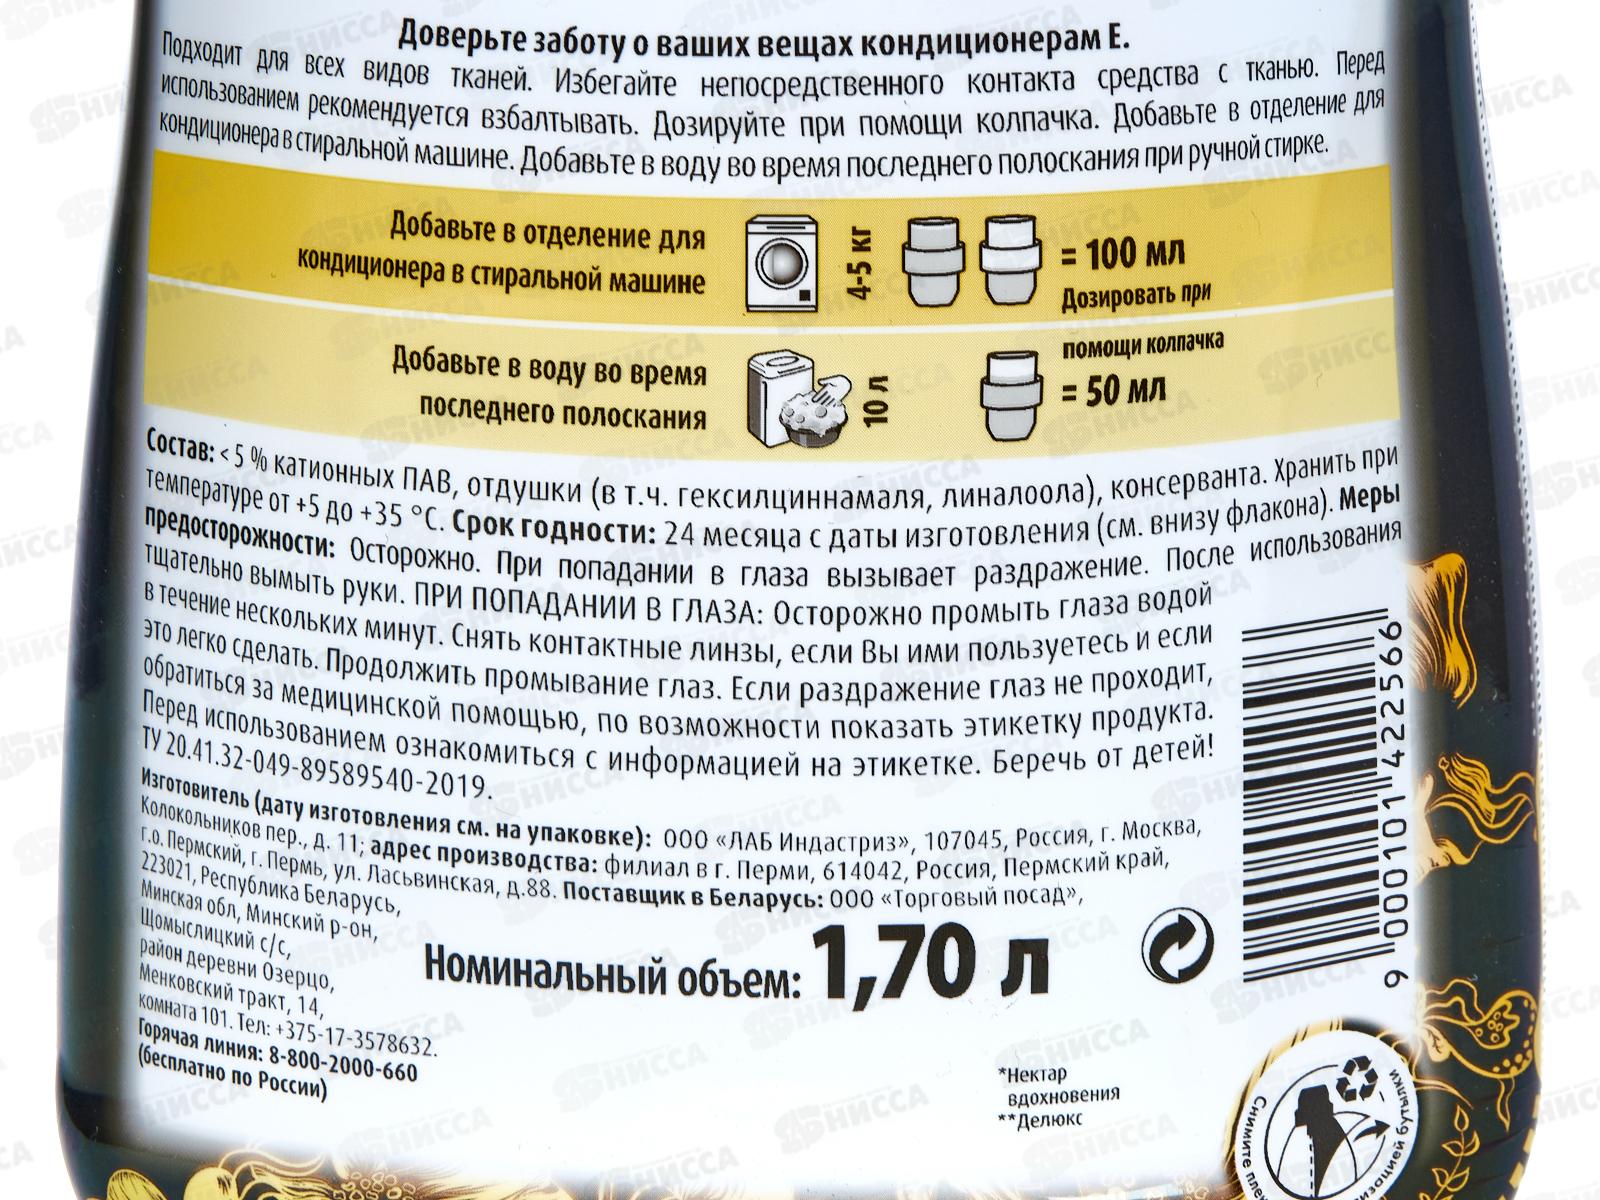 Доверьте заботу о ваших вещах кондиционерам Е.
Подходит для всех видов тканей. Избегайте непосредственного контакта средства с тканью. Перед
использованием рекомендуется взбалтывать. Дозируйте при помощи колпачка. Добавьте в отделение для
кондиционера в стиральной машине. Добавьте в воду во время последнего полоскания при ручной стирке.
Добавьте в отделение для
кондиционера в стиральной машине
4-5 кг
= 100 мл
Дозировать при
помощи колпачка
Добавьте в воду во время
последнего полоскания
10 л
= 50 мл
Состав: < 5 % катионных ПАВ, отдушки (в т.ч. гексилциннамаля, линалоола), консерванта. Хранить при
температуре от +5 до +35 °С. Срок годности: 24 месяца с даты изготовления (см. внизу флакона). Меры
предосторожности: Осторожно. При попадании в глаза вызывает раздражение. После использования
тщательно вымыть руки. ПРИ ПОПАДАНИИ В ГЛАЗА: Осторожно промыть глаза водой
в течение нескольких минут. Снять контактные линзы, если Вы ими пользуетесь и если
это легко сделать. Продолжить промывание глаз. Если раздражение глаз не проходит,
обратиться за медицинской помощью, по возможности показать этикетку продукта.
Перед использованием ознакомиться с информацией на этикетке. Беречь от детей!
ТУ 20.41.32-049-89589540-2019.
Изготовитель (дату изготовления см. на упаковке): ООО «ЛАБ Индастриз», 107045, Россия, г. Москва,
Колокольников пер., д. 11; адрес производства: филиал в г. Перми, 614042, Россия, Пермский край,
г.о. Пермский, г. Пермь, ул. Ласьвинская, д.88. Поставщик в Беларусь: ООО «Торговый посад»,
223021, Республика Беларусь,
Минская обл, Минский р-он,
Щомыслицкий с/с,
район деревни Озерцо,
Менковский тракт, 14,
комната 101. Тел: +375-17-3578632.
Горячая линия: 8-800-2000-660
(бесплатно по России)
Номинальный объем: 1,70 л
9 000101 422566
*Нектар
вдохновения
**Делюкс
Снимите
бутылки
НИССА